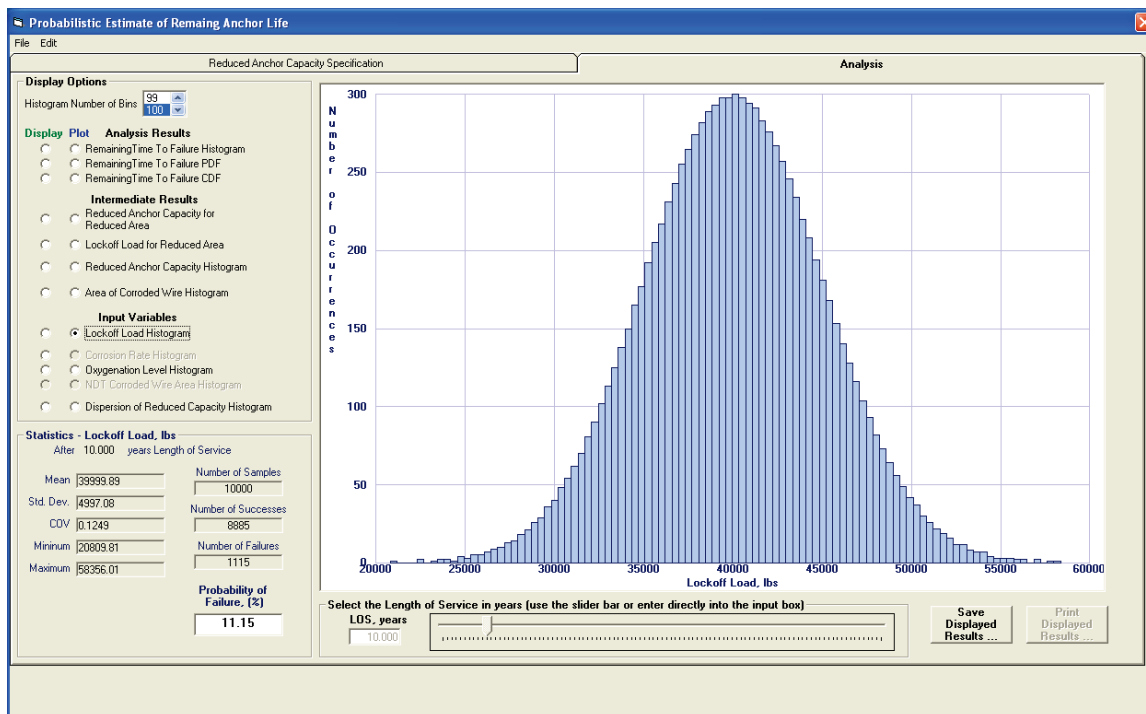 Probabilistic Estimate of Remaing Anchor Life
File Edit
Reduced Anchor Capacity Specification
Analysis
Display Options
Histogram Number of Bins
99
100
Display Plot Analysis Results
RemainingTime To Failure Histogram
RemainingTime To Failure PDF
RemainingTime To Failure CDF
Intermediate Results
Reduced Anchor Capacity for
Reduced Area
Lockoff Load for Reduced Area
Reduced Anchor Capacity Histogram
Area of Corroded Wire Histogram
Input Variables
Lockoff Load Histogram
Corrosion Rate Histogram
Oxygenation Level Histogram
NDT Corroded Wire Area Histogram
Dispersion of Reduced Capacity Histogram
Statistics - Lockoff Load, lbs
After 10.000 years Length of Service
Mean 39999.89
Std. Dev. 4997.08
COV 0.1249
Mininum 20809.81
Maximum 58356.01
Number of Samples
10000
Number of Successes
8885
Number of Failures
1115
Probability of
Failure, (%)
11.15
Number of Occurrences
300
250
200
150
100
50
0
20000 25000 30000 35000 40000 45000 50000 55000 60000
Lockoff Load, lbs
Select the Length of Service in years (use the slider bar or enter directly into the input box)
LOS, years
10.000
Save
Displayed
Results ...
Print
Displayed
Results ...